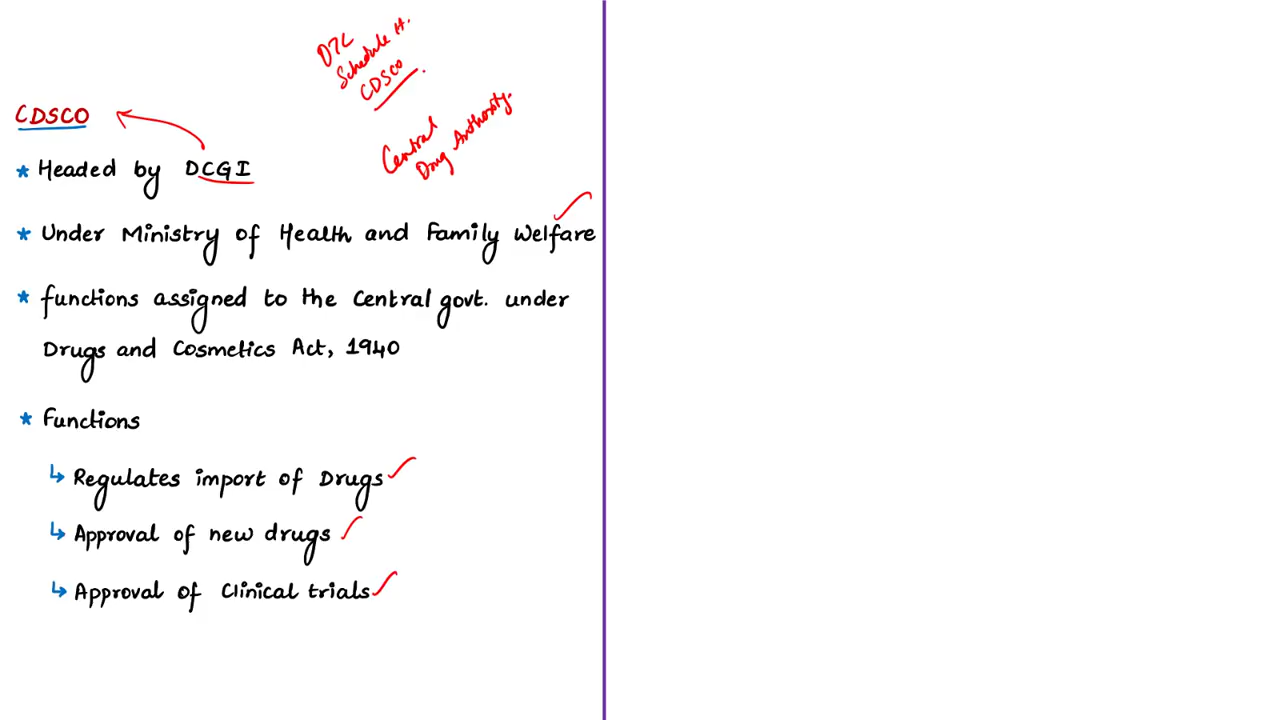 DTC
Schedule H.
CDSCO
Central
Drug Authority.
CDSCO
* Headed by DCGI
* Under Ministry of Health and Family Welfare
* functions assigned to the Central govt. under
Drugs and Cosmetics Act, 1940
* Functions
↳ Regulates import of Drugs
↳ Approval of new drugs
↳ Approval of Clinical trials